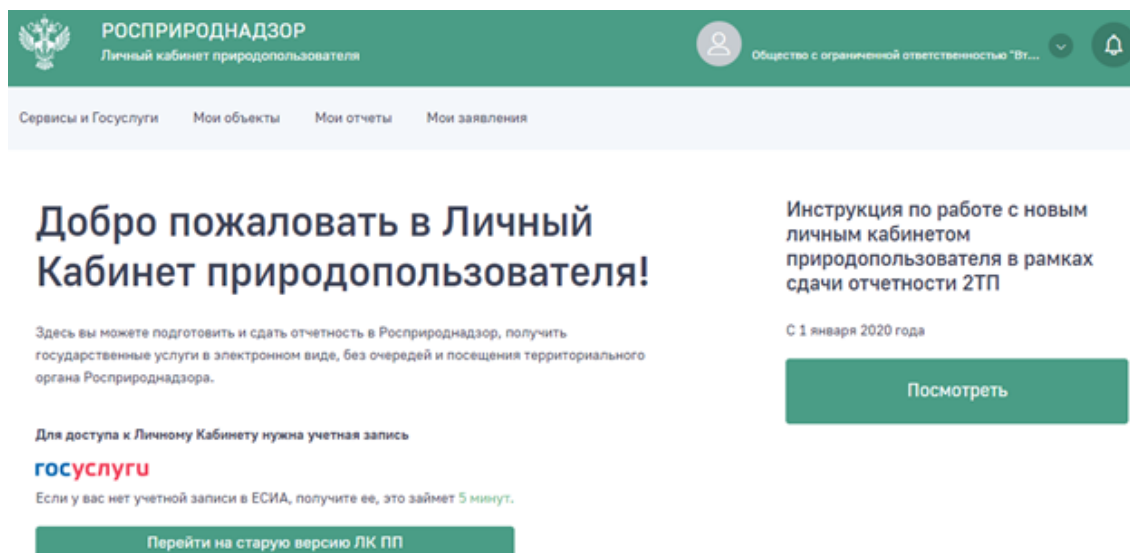 РОСПРИРОДНАДЗОР
Личный кабинет природопользователя
Общество с ограниченной ответственностью "Вт...
Сервисы и Госуслуги Мои объекты Мои отчеты Мои заявления
Добро пожаловать в Личный
Кабинет природопользователя!
Здесь вы можете подготовить и сдать отчетность в Росприроднадзор, получить
государственные услуги в электронном виде, без очередей и посещения территориального
органа Росприроднадзора.
Для доступа к Личному Кабинету нужна учетная запись
госуслуги
Если у вас нет учетной записи в ЕСИА, получите ее, это займет 5 минут.
Перейти на старую версию ЛК ПП
Инструкция по работе с новым
личным кабинетом
природопользователя в рамках
сдачи отчетности 2ТП
С 1 января 2020 года
Посмотреть